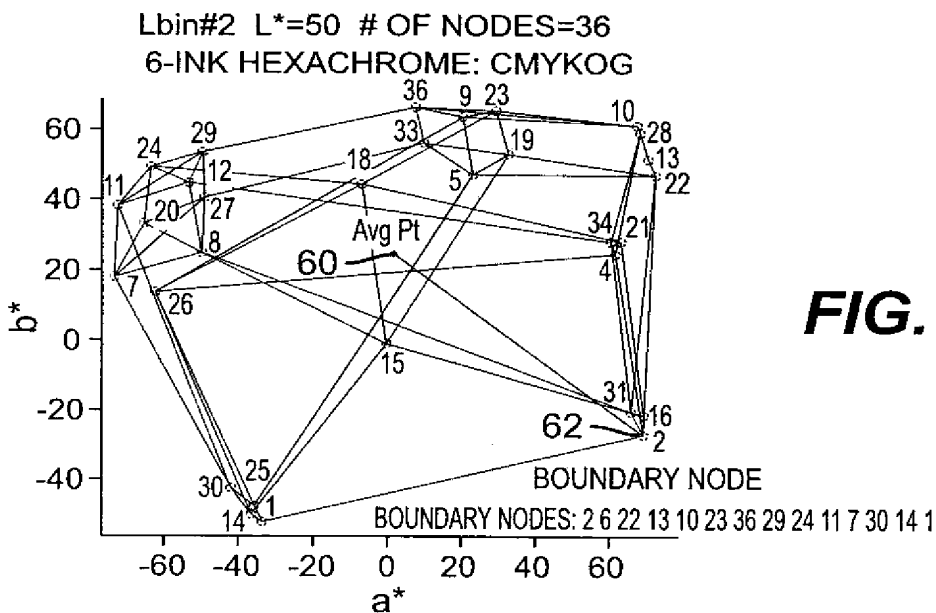 Lbin#2 L*=50 # OF NODES=36
6-INK HEXACHROME: CMYKOG
36 9 23
10
60
24 29 33 19 28
12 18 13
11 5 22
40
20 27
Avg Pt 34 21
8 60 4
20
7 26
b*
FIG.
0
15
-20
31 16
62 2
-40
25
30 1 BOUNDARY NODE
14 BOUNDARY NODES: 2 6 22 13 10 23 36 29 24 11 7 30 14 1
-60 -40 -20 0 20 40 60
a*